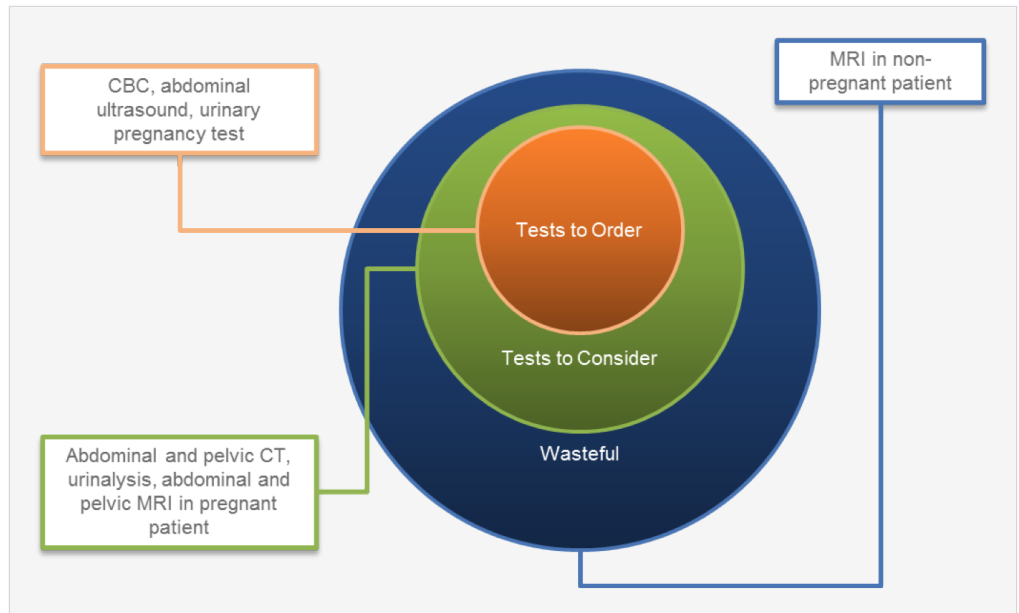 CBC, abdominal
ultrasound, urinary
pregnancy test
MRI in non-
pregnant patient
Tests to Order
Tests to Consider
Wasteful
Abdominal and pelvic CT,
urinalysis, abdominal and
pelvic MRI in pregnant
patient